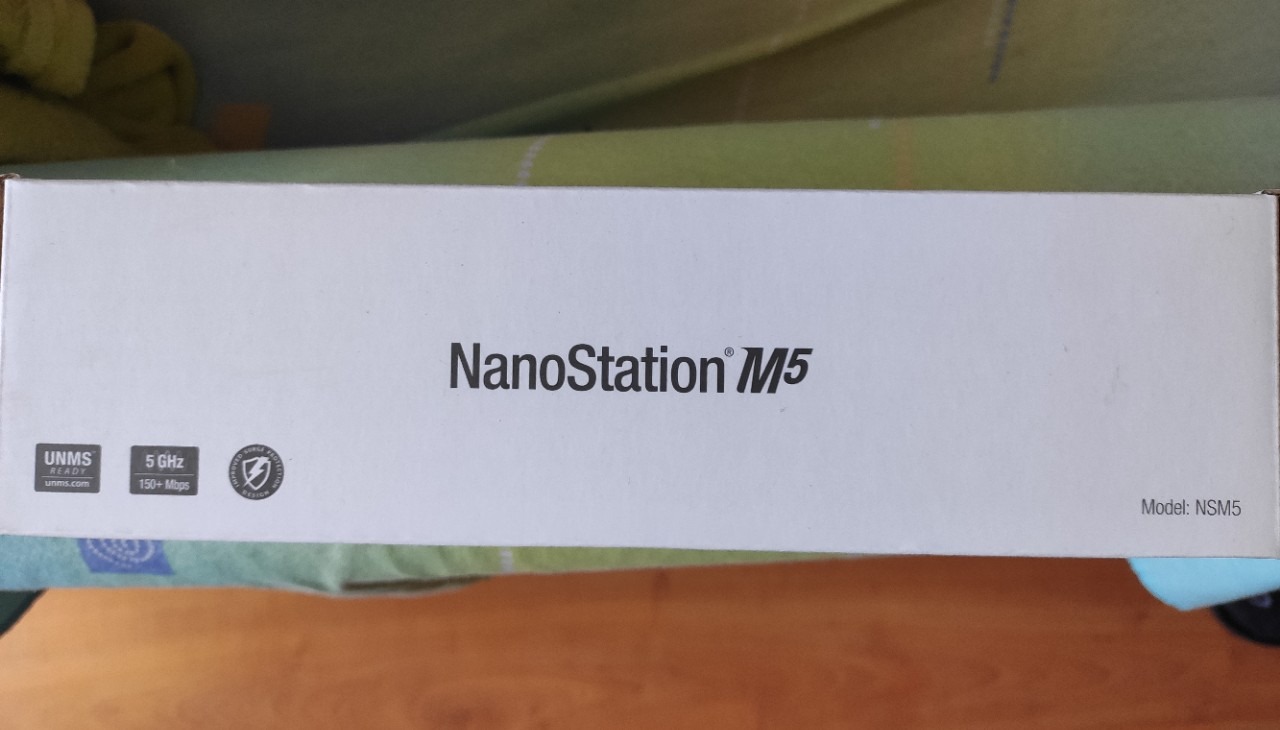 NanoStation® M5
UNMS
READY
unms.com
5 GHz
150+ Mbps
Model: NSM5